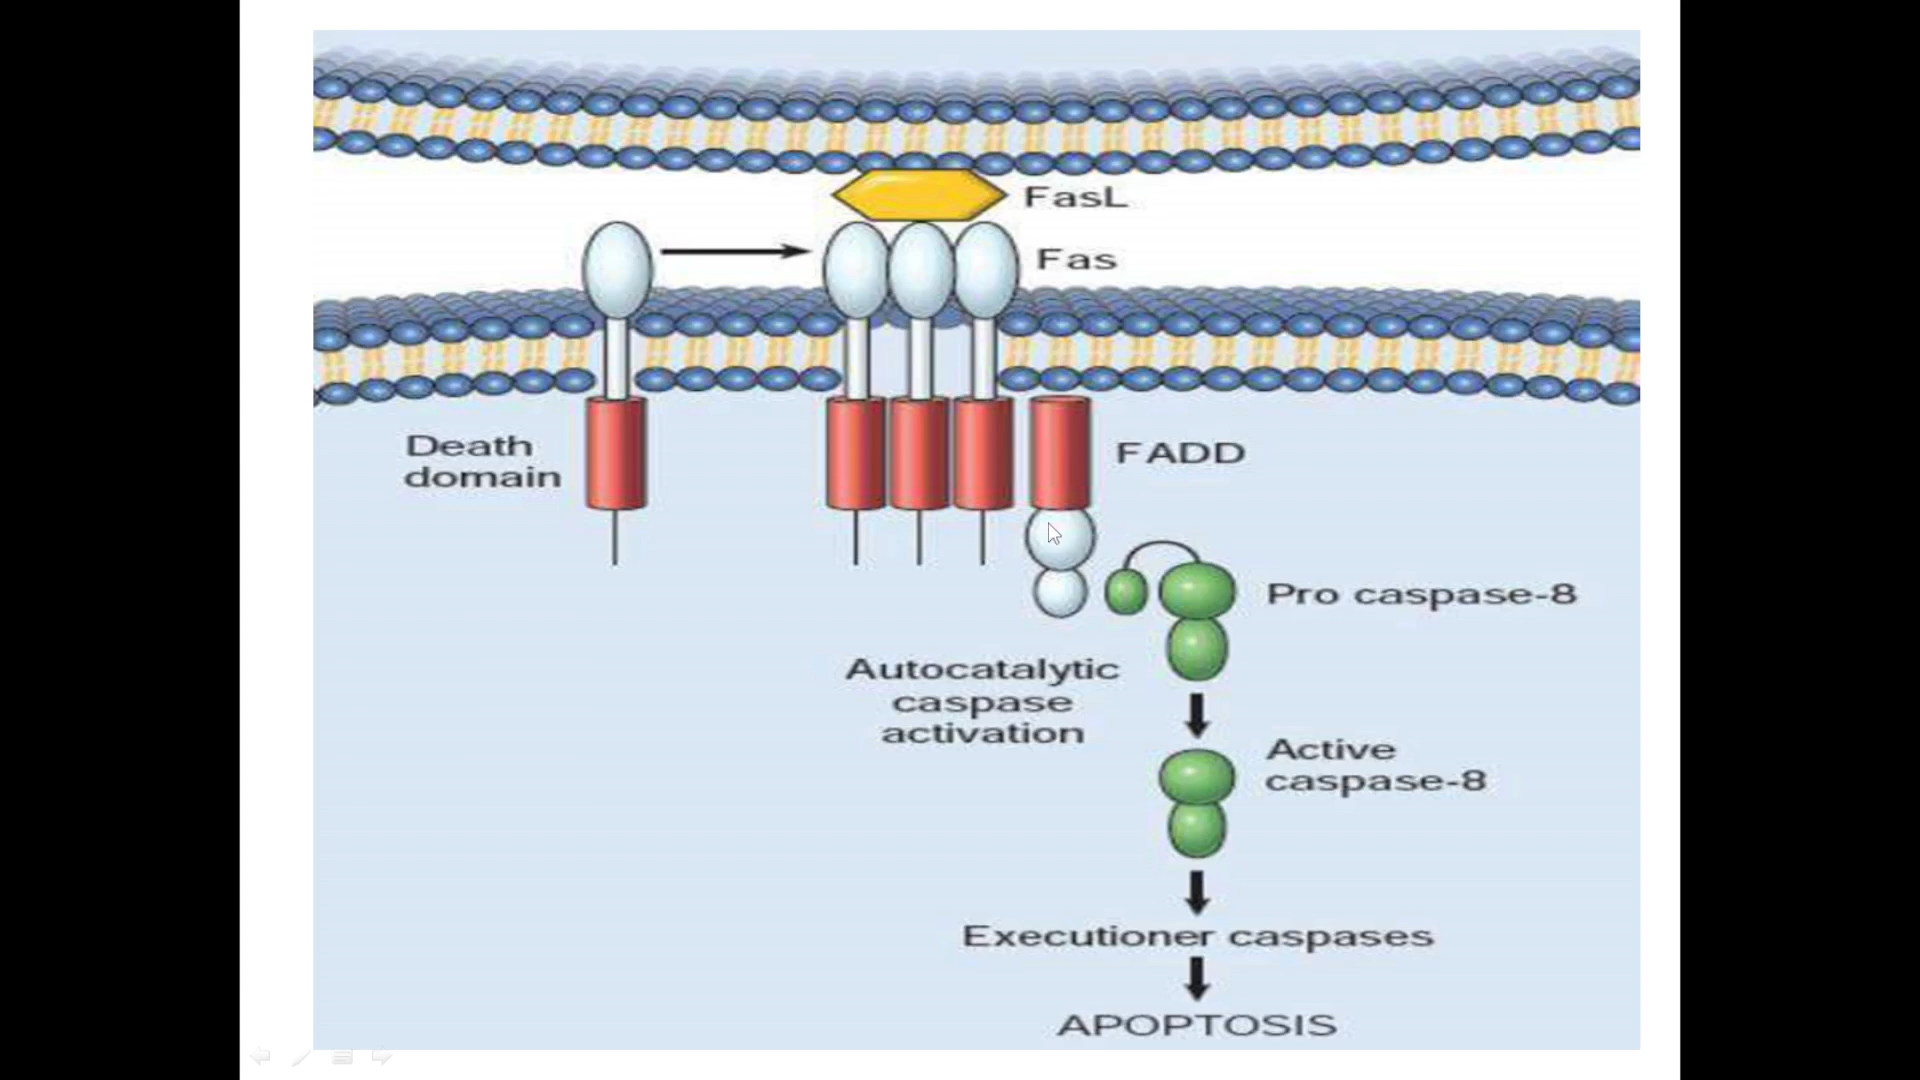 FasL
Fas
Death
domain
FADD
Pro caspase-8
Autocatalytic
caspase
activation
Active
caspase-8
Executioner caspases
APOPTOSIS